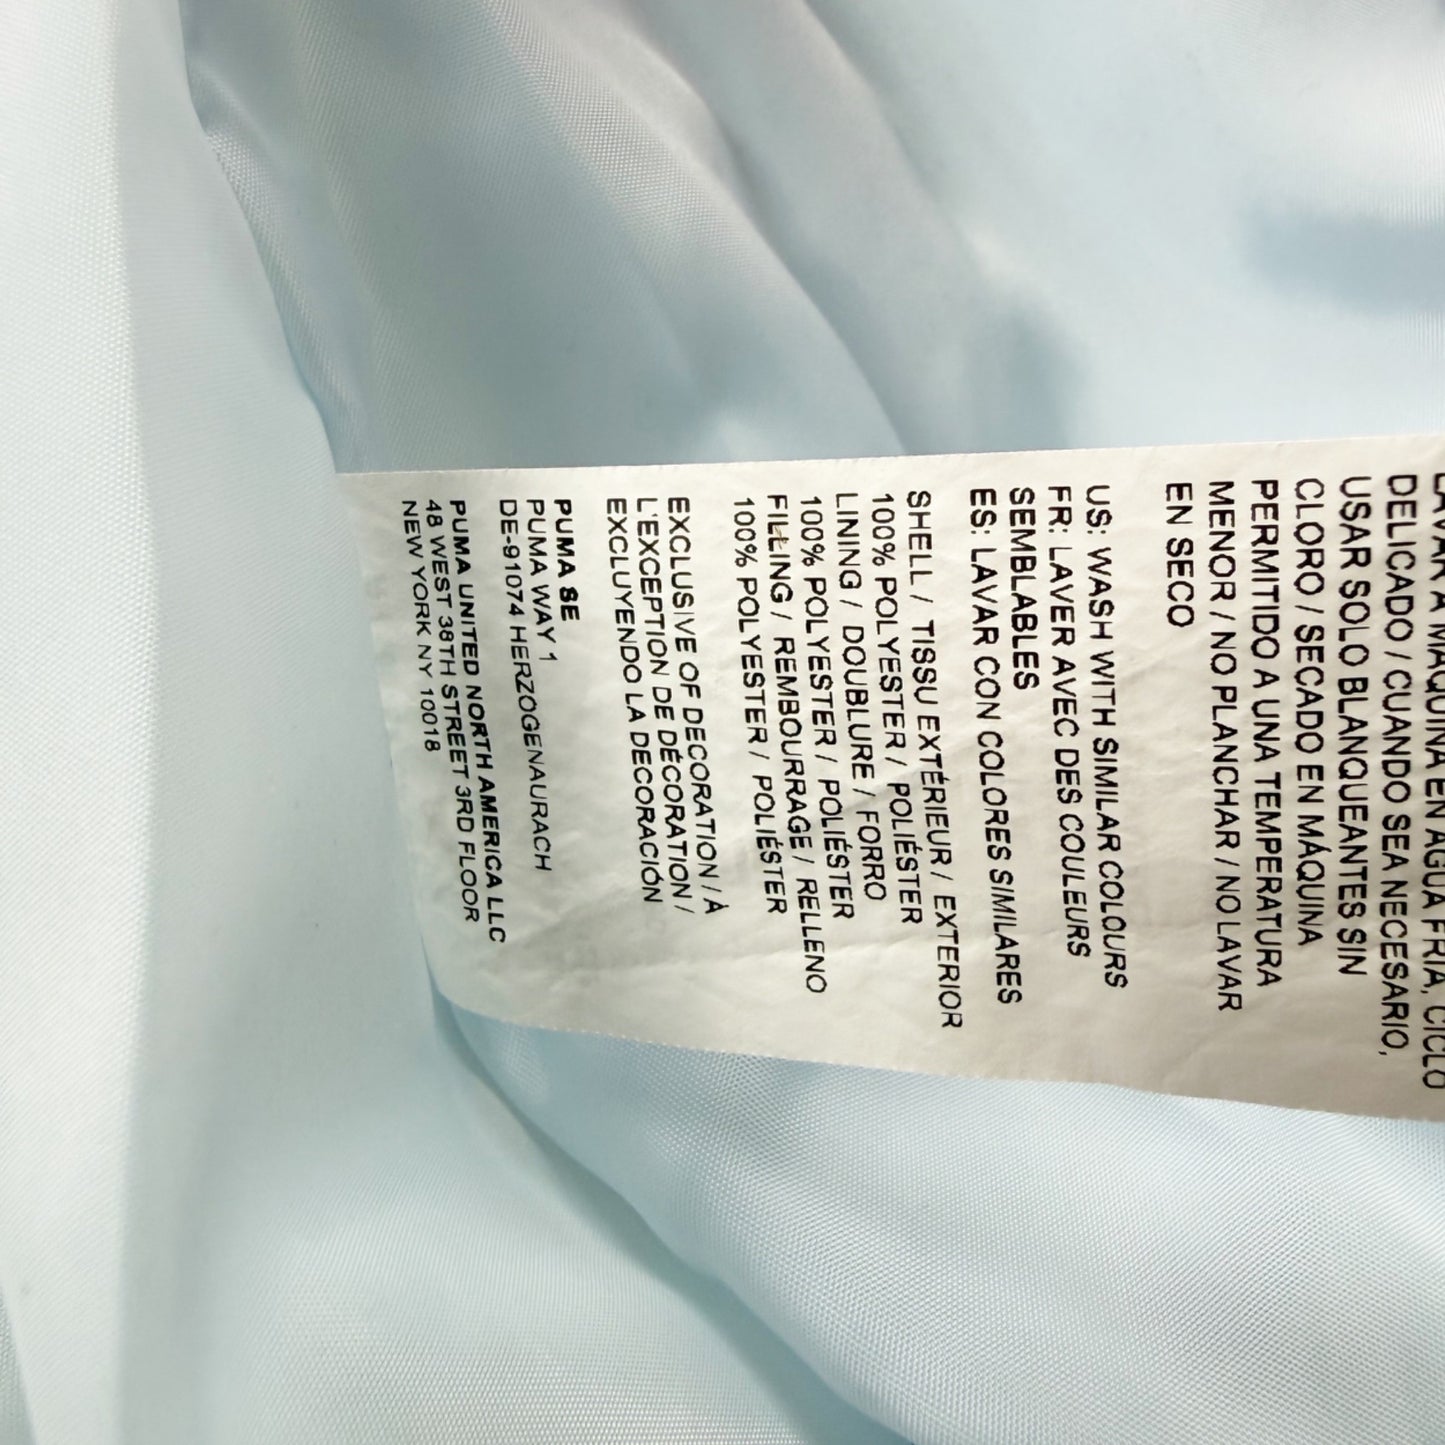 LAVAR A MÁQUINA EN AGUA FRÍA, CICLO
DELICADO / CUANDO SEA NECESARIO,
USAR SOLO BLANQUEANTES SIN
CLORO / SECADO EN MÁQUINA
PERMITIDO A UNA TEMPERATURA
MENOR / NO PLANCHAR / NO LAVAR
EN SECO
US: WASH WITH SIMILAR COLOURS
FR: LAVER AVEC DES COULEURS
SEMBLABLES
ES: LAVAR CON COLORES SIMILARES
SHELL / TISSU EXTÉRIEUR / EXTERIOR
100% POLYESTER / POLIÉSTER
LINING / DOUBLURE / FORRO
100% POLYESTER / POLIÉSTER
FILLING / REMBOURRAGE / RELLENO
100% POLYESTER / POLIÉSTER
EXCLUSIVE OF DECORATION / À
L'EXCEPTION DE DÉCORATION /
EXCLUYENDO LA DECORACIÓN
PUMA SE
PUMA WAY 1
DE-91074 HERZOGENAURACH
PUMA UNITED NORTH AMERICA LLC
48 WEST 38TH STREET 3RD FLOOR
NEW YORK NY 10018